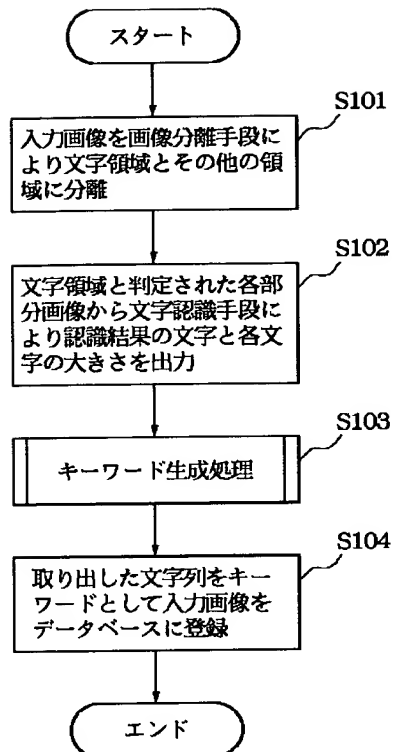 スタート
S101
入力画像を画像分離手段に
より文字領域とその他の領
域に分離
S102
文字領域と判定された各部
分画像から文字認識手段に
より認識結果の文字と各文
字の大きさを出力
S103
キーワード生成処理
S104
取り出した文字列をキー
ワードとして入力画像を
データベースに登録
エンド